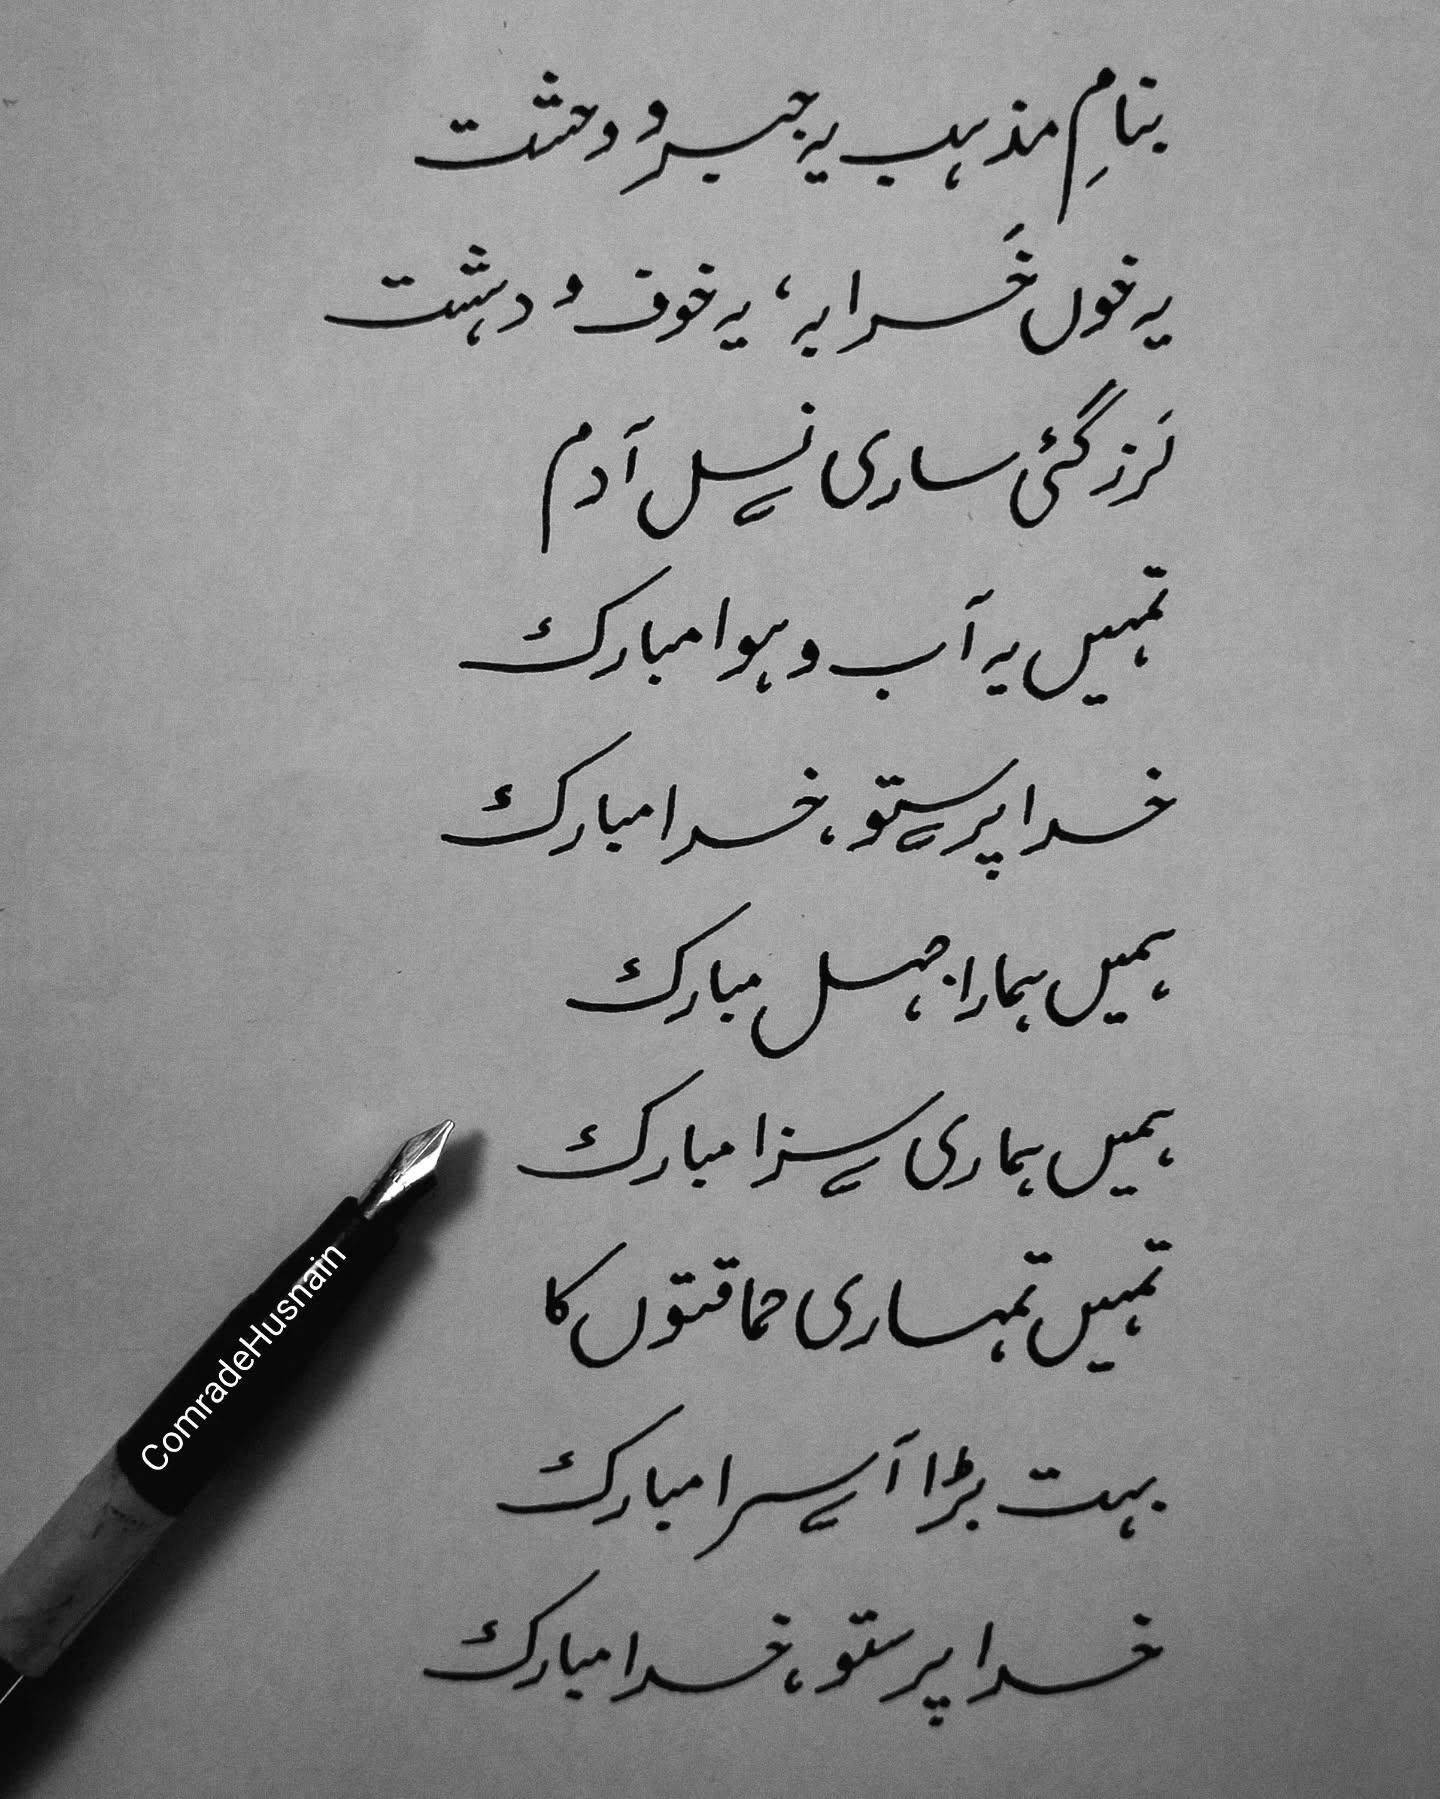 بنامِ مذہب یہ جبر و وحشت
یہ خوں خَرابہ، یہ خوف و دہشت
لَرز گئی ساری نسل آدم
تمہیں یہ آب و ہوا مبارک
خدا پرستو، خدا مبارک
ہمیں ہمارا جہل مبارک
ہمیں ہماری سزا مبارک
تمہیں تمہاری حماقتوں کا
بہت بڑا آسرا مبارک
خدا پرستو، خدا مبارک
ComradeHusnain